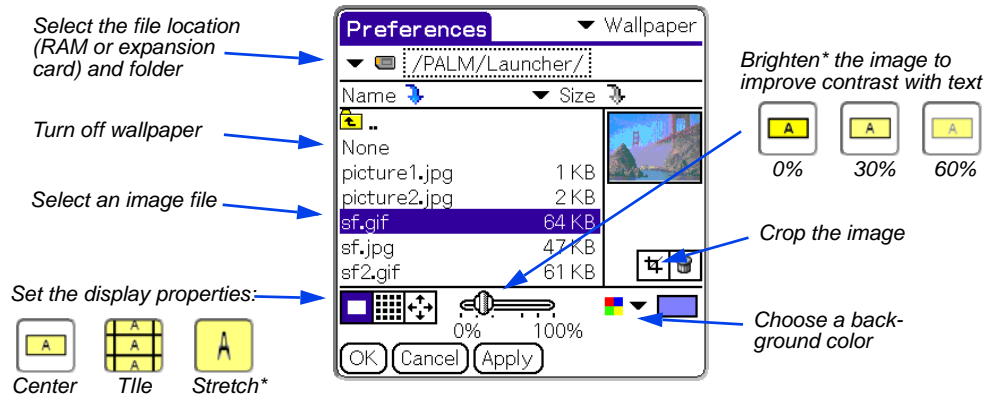 Select the file location
(RAM or expansion
card) and folder
Turn off wallpaper
Select an image file
Set the display properties:
A
A
A
A
A
Center
TIle
Stretch*
Preferences
Wallpaper
/PALM/Launcher/
Name
Size
..
None
picture1.jpg 1 KB
picture2.jpg 2 KB
sf.gif 64 KB
sf.jpg 47 KB
sf2.gif 61 KB
0% 100%
OK Cancel Apply
Brighten* the image to
improve contrast with text
A A A
0% 30% 60%
Crop the image
Choose a back-
ground color